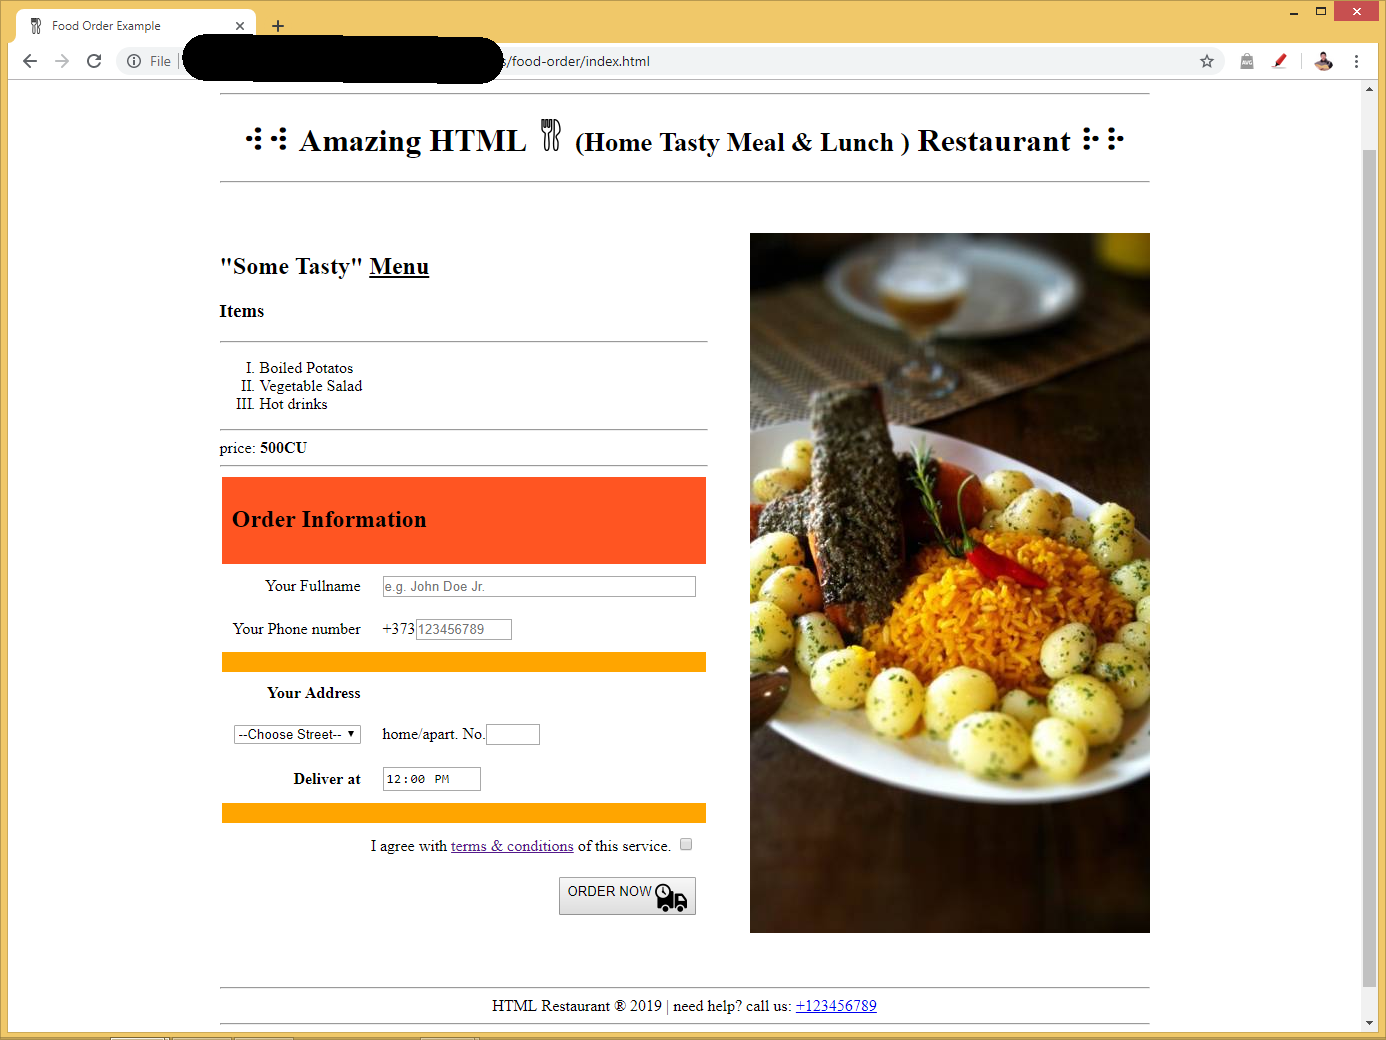 Food Order Example
File s/food-order/index.html
Amazing HTML (Home Tasty Meal & Lunch ) Restaurant
"Some Tasty" Menu
Items
I. Boiled Potatos
II. Vegetable Salad
III. Hot drinks
price: 500CU
Order Information
Your Fullname e.g. John Doe Jr.
Your Phone number +373 123456789
Your Address
--Choose Street-- home/apart. No.
Deliver at 12:00 PM
I agree with terms & conditions of this service.
ORDER NOW
HTML Restaurant ® 2019 | need help? call us: +123456789